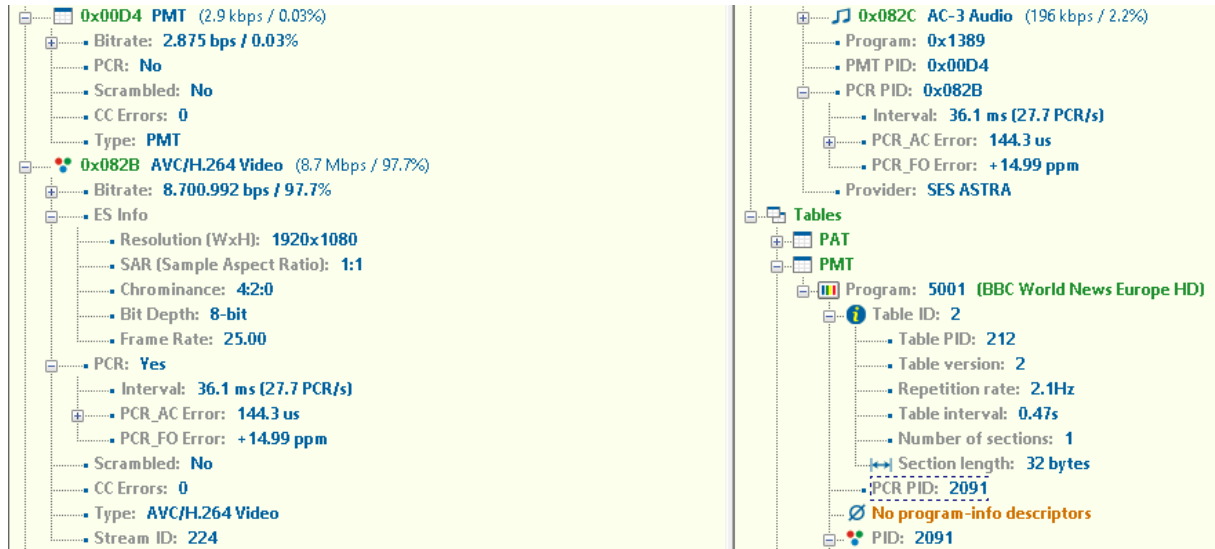 0x00D4 PMT (2.9 kbps / 0.03%)
Bitrate: 2.875 bps / 0.03%
PCR: No
Scrambled: No
CC Errors: 0
Type: PMT
0x082B AVC/H.264 Video (8.7 Mbps / 97.7%)
Bitrate: 8.700.992 bps / 97.7%
ES Info
Resolution (WxH): 1920x1080
SAR (Sample Aspect Ratio): 1:1
Chrominance: 4:2:0
Bit Depth: 8-bit
Frame Rate: 25.00
PCR: Yes
Interval: 36.1 ms (27.7 PCR/s)
PCR_AC Error: 144.3 us
PCR_FO Error: +14.99 ppm
Scrambled: No
CC Errors: 0
Type: AVC/H.264 Video
Stream ID: 224
0x082C AC-3 Audio (196 kbps / 2.2%)
Program: 0x1389
PMT PID: 0x00D4
PCR PID: 0x082B
Interval: 36.1 ms (27.7 PCR/s)
PCR_AC Error: 144.3 us
PCR_FO Error: +14.99 ppm
Provider: SES ASTRA
Tables
PAT
PMT
Program: 5001 (BBC World News Europe HD)
Table ID: 2
Table PID: 212
Table version: 2
Repetition rate: 2.1Hz
Table interval: 0.47s
Number of sections: 1
Section length: 32 bytes
PCR PID: 2091
No program-info descriptors
PID: 2091